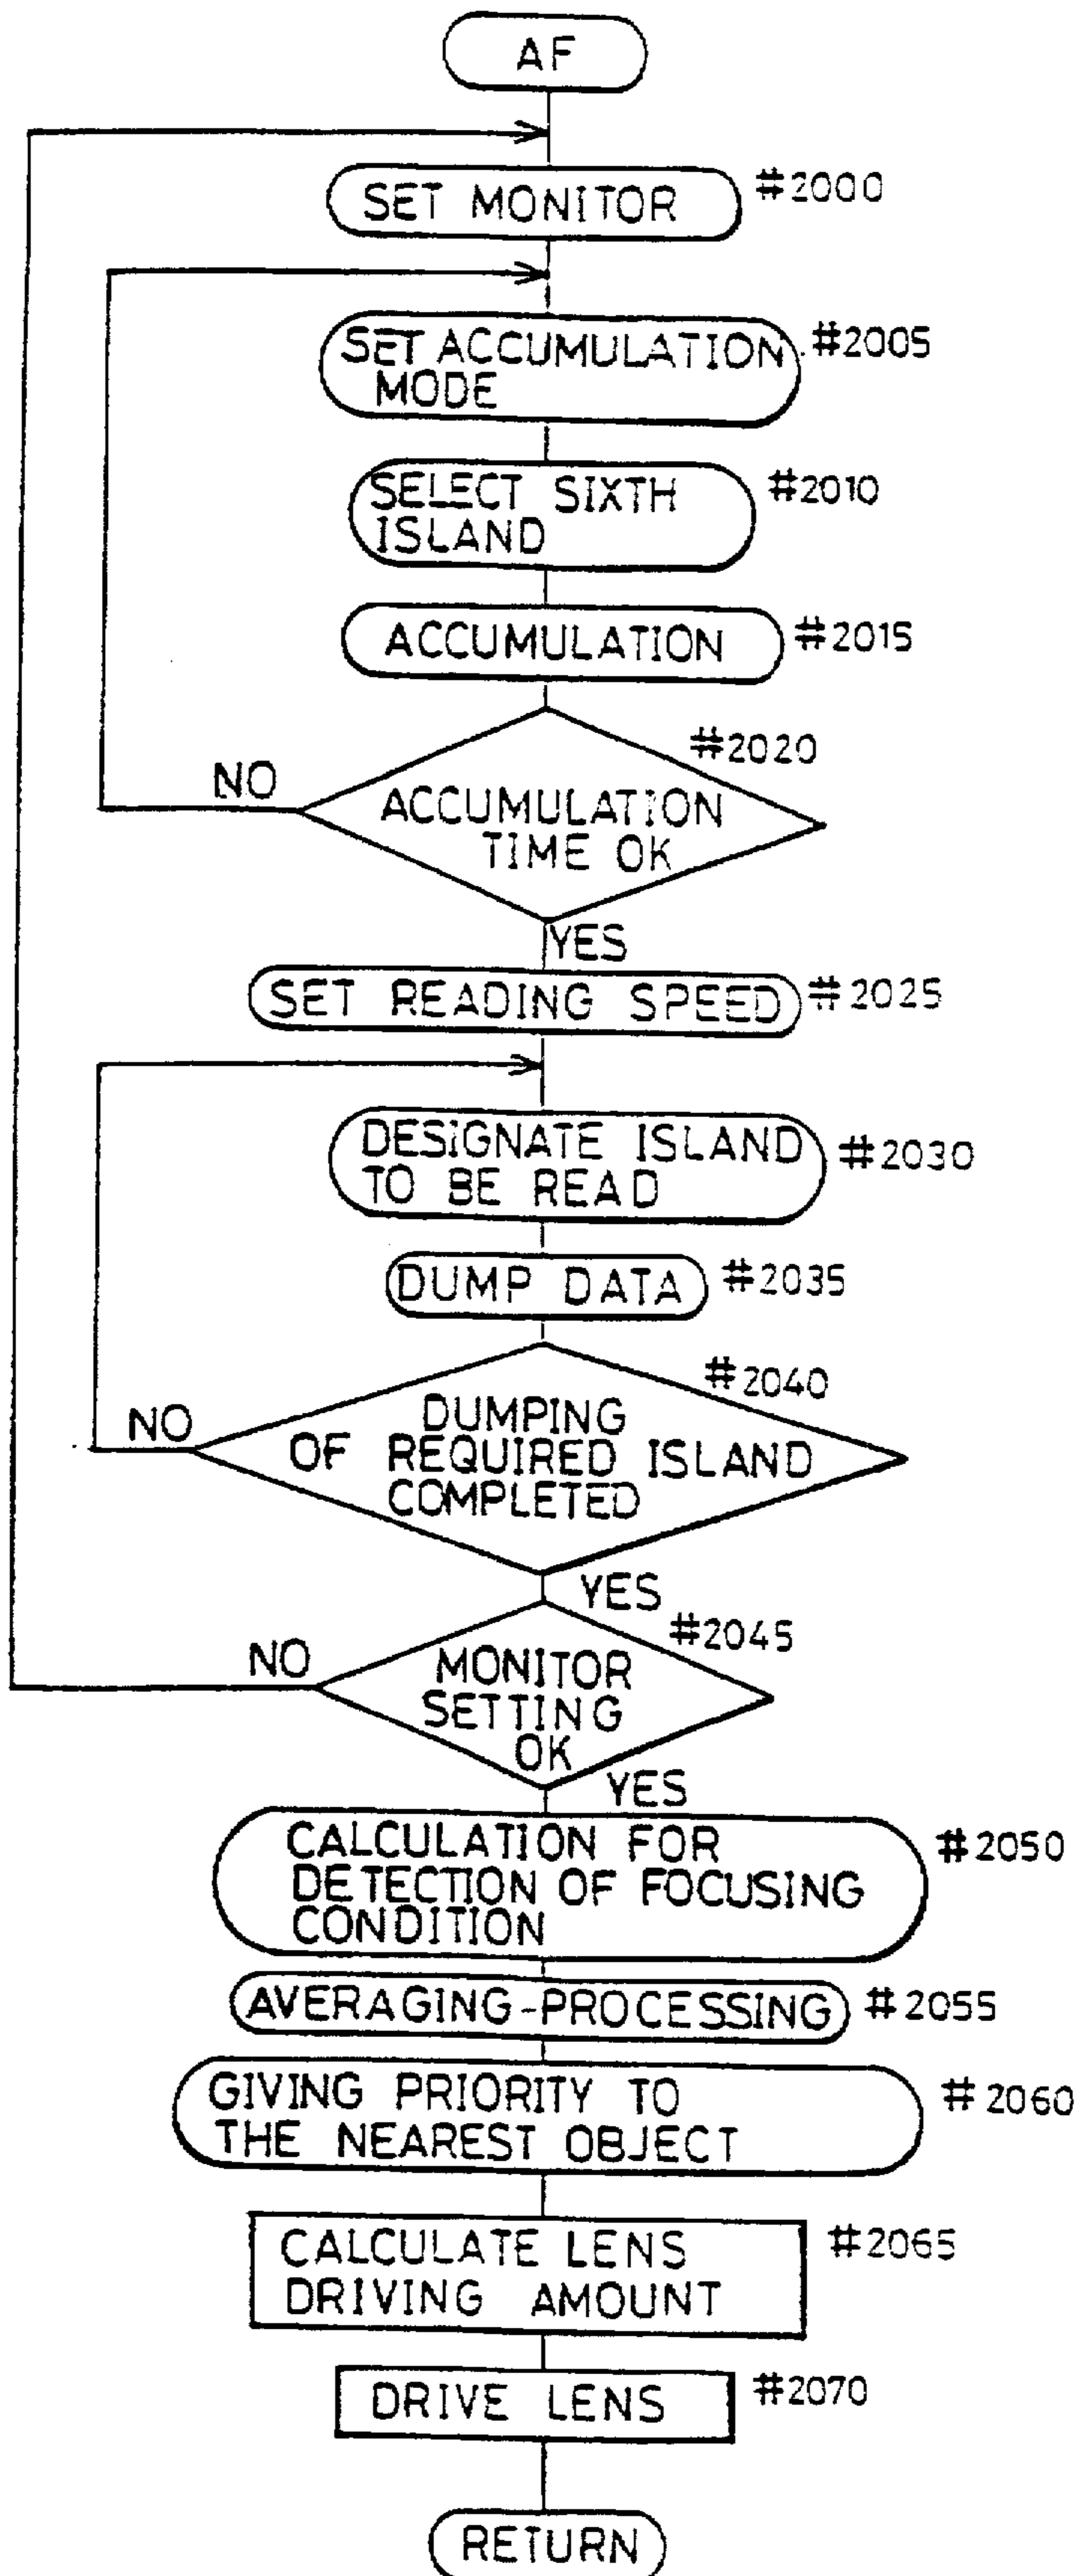 AF
SET MONITOR #2000
SET ACCUMULATION #2005
MODE
SELECT SIXTH #2010
ISLAND
ACCUMULATION #2015
#2020
NO
ACCUMULATION
TIME OK
YES
SET READING SPEED #2025
DESIGNATE ISLAND #2030
TO BE READ
DUMP DATA #2035
#2040
NO
DUMPING
OF REQUIRED ISLAND
COMPLETED
YES
#2045
NO
MONITOR
SETTING
OK
YES
CALCULATION FOR #2050
DETECTION OF FOCUSING
CONDITION
AVERAGING-PROCESSING #2055
GIVING PRIORITY TO #2060
THE NEAREST OBJECT
CALCULATE LENS #2065
DRIVING AMOUNT
DRIVE LENS #2070
RETURN